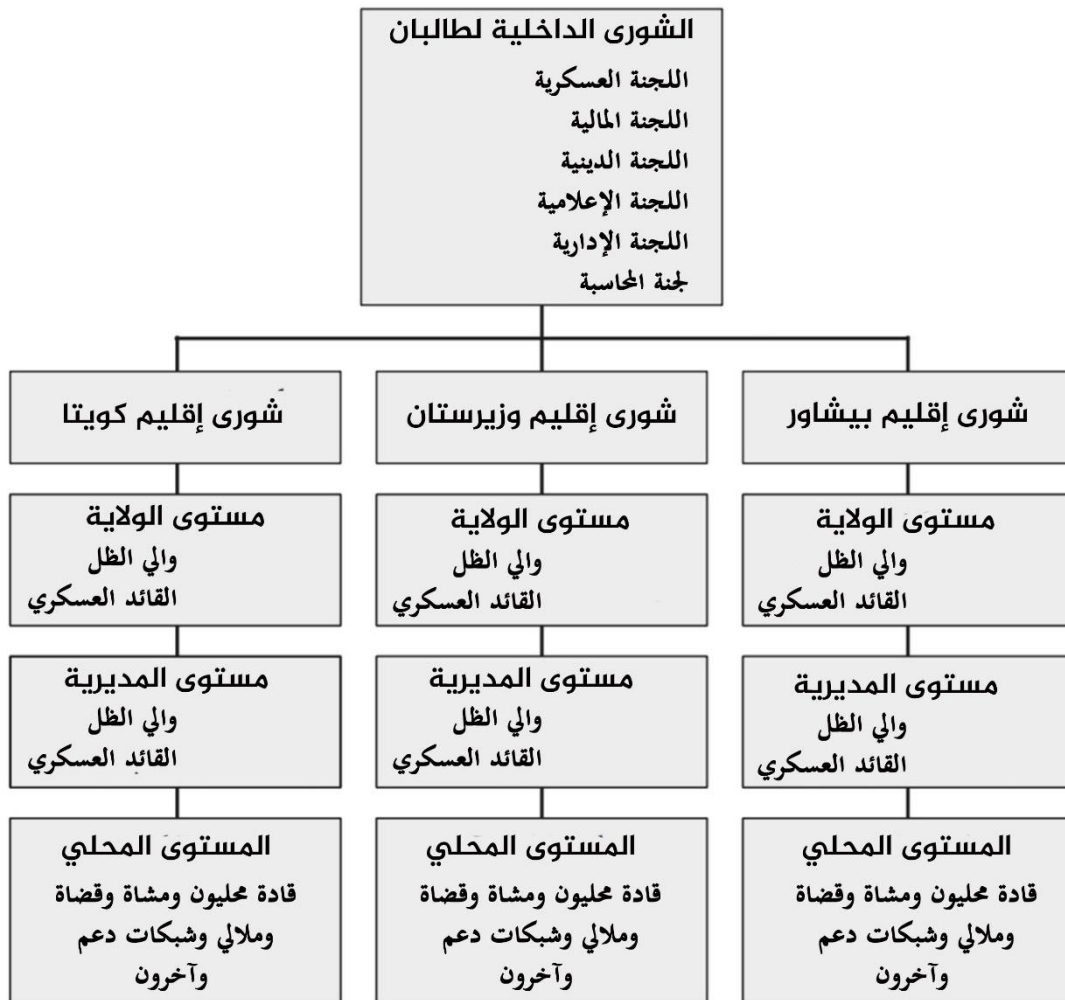 الشورى الداخلية لطالبان
اللجنة العسكرية
اللجنة المالية
اللجنة الدينية
اللجنة الإعلامية
اللجنة الإدارية
لجنة المحاسبة
شورى إقليم بيشاور
مستوى الولاية
والي الظل
القائد العسكري
مستوى المديرية
والي الظل
القائد العسكري
المستوى المحلي
قادة محليون ومشاة وقضاة
وملالي وشبكات دعم
وآخرون
شورى إقليم وزيرستان
مستوى الولاية
والي الظل
القائد العسكري
مستوى المديرية
والي الظل
القائد العسكري
المستوى المحلي
قادة محليون ومشاة وقضاة
وملالي وشبكات دعم
وآخرون
شورى إقليم كويتا
مستوى الولاية
والي الظل
القائد العسكري
مستوى المديرية
والي الظل
القائد العسكري
المستوى المحلي
قادة محليون ومشاة وقضاة
وملالي وشبكات دعم
وآخرون